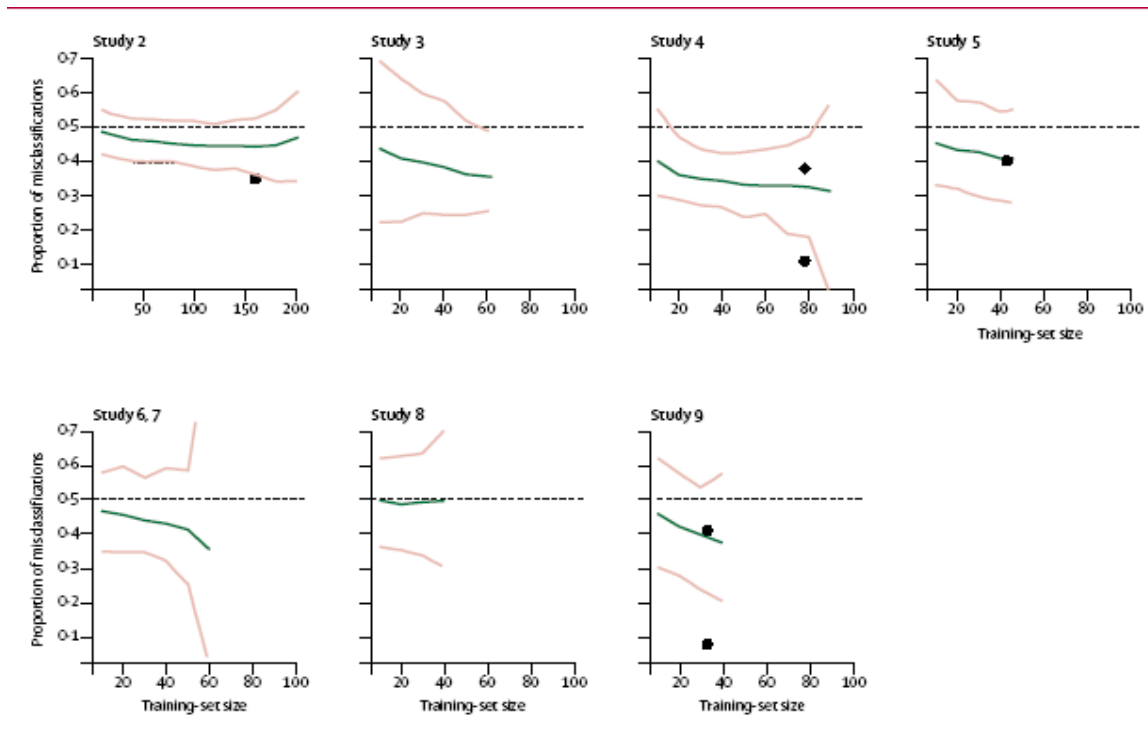 Study 2
Study 3
Study 4
Study 5
Proportion of misclassifications
0·7
0·6
0·5
0·4
0·3
0·2
0·1
50 100 150 200
20 40 60 80 100
20 40 60 80 100
20 40 60 80 100
Training-set size
Study 6, 7
Study 8
Study 9
Proportion of misclassifications
0·7
0·6
0·5
0·4
0·3
0·2
0·1
20 40 60 80 100
Training-set size
20 40 60 80 100
Training-set size
20 40 60 80 100
Training-set size